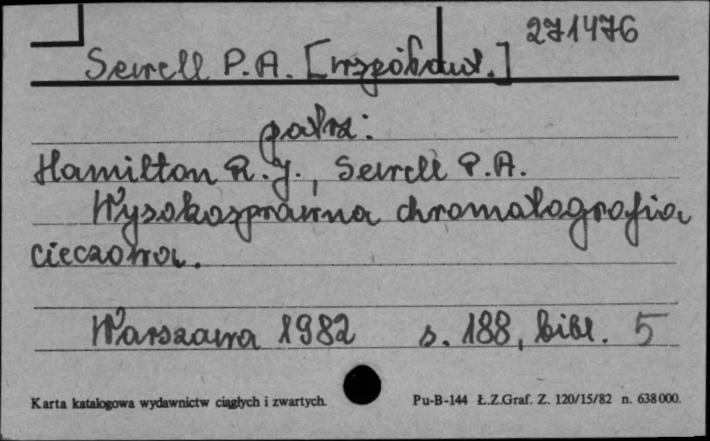 271476
Sewell P.A. [współaut.]
patrz:
Hamilton R.J., Sewell P.A.
Wysokosprawna chromatografia
cieczowa.
Warszawa 1982 s. 188, bibl. 5
Karta katalogowa wydawnictw ciągłych i zwartych. Pu-B-144 Ł.Z.Graf. Z. 120/15/82 n. 638 000.